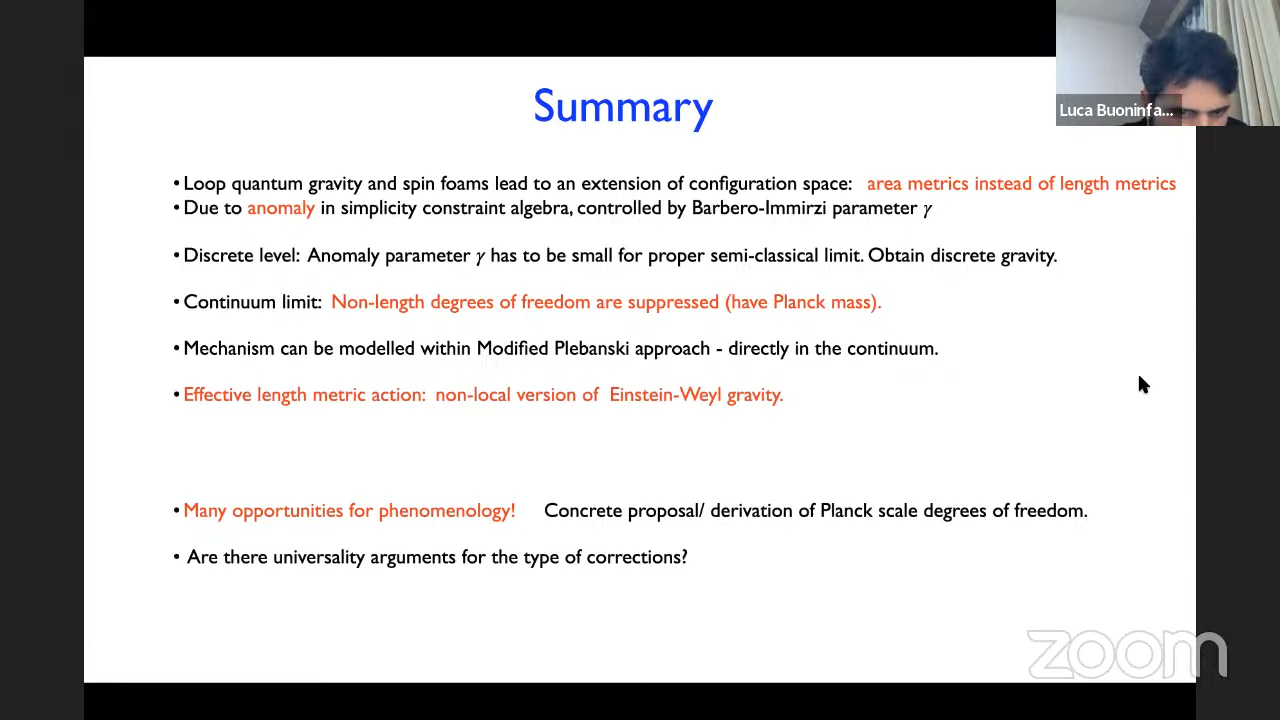 Summary
Luca Buoninfa...
• Loop quantum gravity and spin foams lead to an extension of configuration space: area metrics instead of length metrics
• Due to anomaly in simplicity constraint algebra, controlled by Barbero-Immirzi parameter γ
• Discrete level: Anomaly parameter γ has to be small for proper semi-classical limit. Obtain discrete gravity.
• Continuum limit: Non-length degrees of freedom are suppressed (have Planck mass).
• Mechanism can be modelled within Modified Plebanski approach - directly in the continuum.
• Effective length metric action: non-local version of Einstein-Weyl gravity.
• Many opportunities for phenomenology! Concrete proposal/ derivation of Planck scale degrees of freedom.
• Are there universality arguments for the type of corrections?
zoom